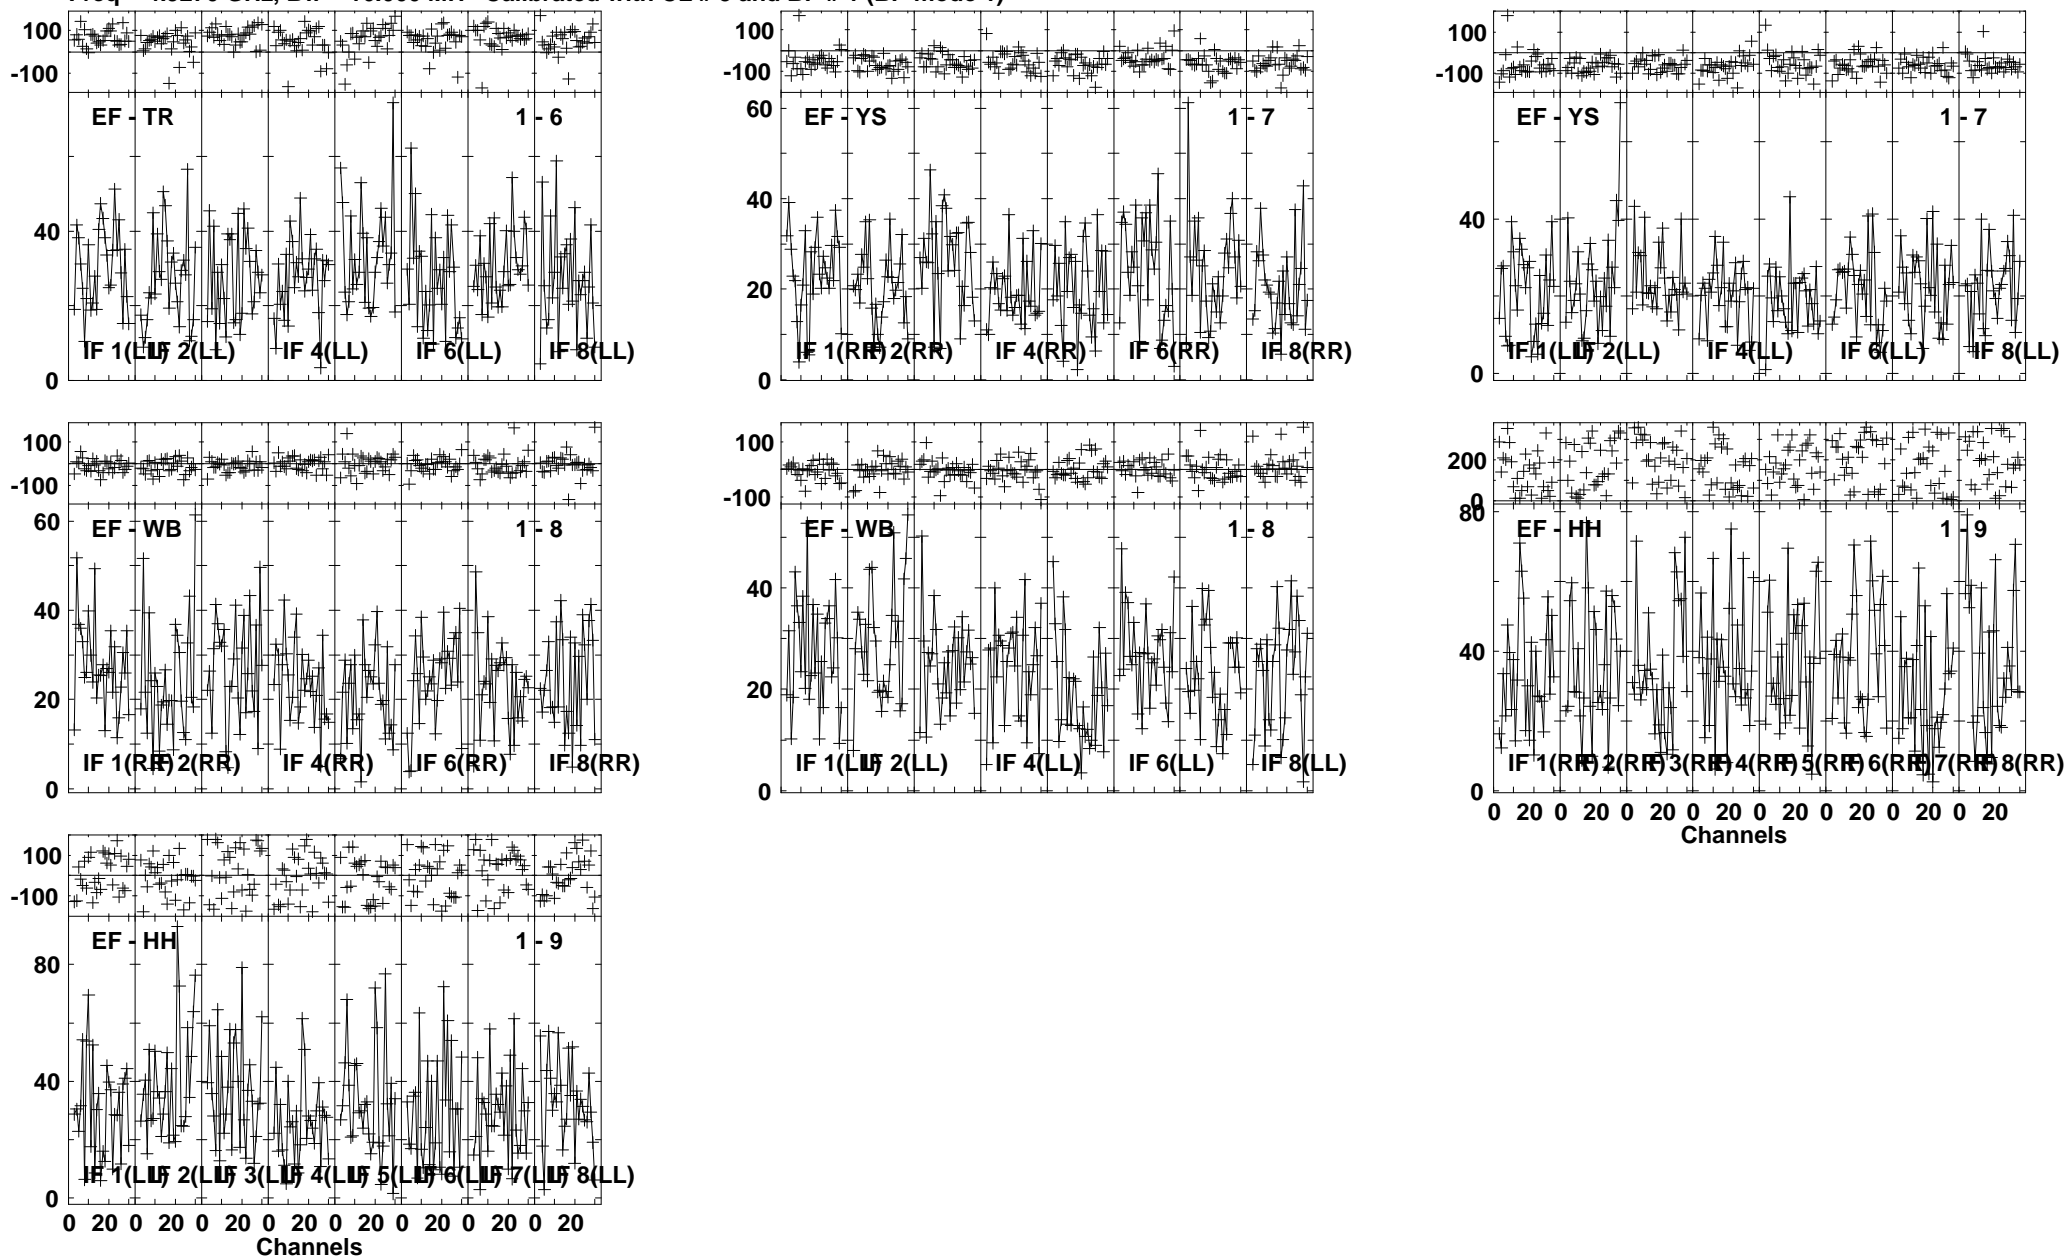 100
-100
EF - TR 1 - 6
40
0
IF 1(LL) IF 2(LL) IF 4(LL) IF 6(LL) IF 8(LL)
100
-100
60
EF - YS 1 - 7
40
20
0
IF 1(RR) IF 2(RR) IF 4(RR) IF 6(RR) IF 8(RR)
100
-100
EF - YS 1 - 7
40
0
IF 1(LL) IF 2(LL) IF 4(LL) IF 6(LL) IF 8(LL)
100
-100
60
EF - WB 1 - 8
40
20
0
IF 1(RR) IF 2(RR) IF 4(RR) IF 6(RR) IF 8(RR)
100
-100
EF - WB 1 - 8
40
20
0
IF 1(LL) IF 2(LL) IF 4(LL) IF 6(LL) IF 8(LL)
200
0
80
EF - HH 1 - 9
40
0
IF 1(RR) IF 2(RR) IF 3(RR) IF 4(RR) IF 5(RR) IF 6(RR) IF 7(RR) IF 8(RR)
0 20 0 20 0 20 0 20 0 20 0 20 0 20 0 20
Channels
100
-100
EF - HH 1 - 9
80
40
0
IF 1(LL) IF 2(LL) IF 3(LL) IF 4(LL) IF 5(LL) IF 6(LL) IF 7(LL) IF 8(LL)
0 20 0 20 0 20 0 20 0 20 0 20 0 20 0 20
Channels